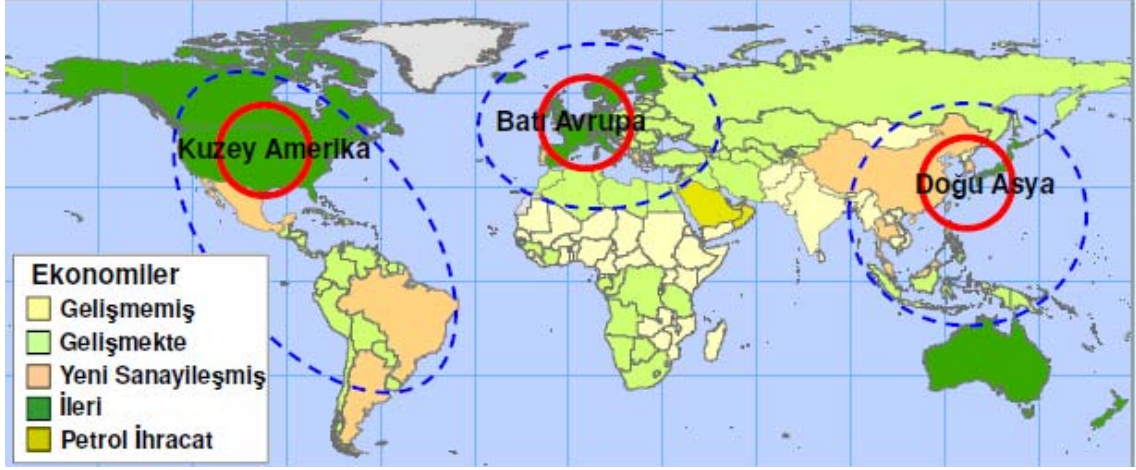 Kuzey Amerika
Batı Avrupa
Doğu Asya
Ekonomiler
Gelişmemiş
Gelişmekte
Yeni Sanayileşmiş
İleri
Petrol İhracat